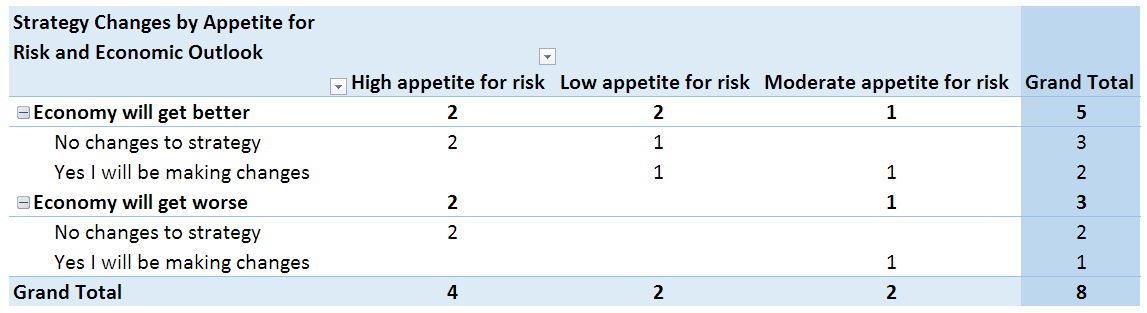 Strategy Changes by Appetite for
Risk and Economic Outlook
High appetite for risk Low appetite for risk Moderate appetite for risk Grand Total
Economy will get better 2 2 1 5
No changes to strategy 2 1 3
Yes I will be making changes 1 1 2
Economy will get worse 2 1 3
No changes to strategy 2 2
Yes I will be making changes 1 1
Grand Total 4 2 2 8